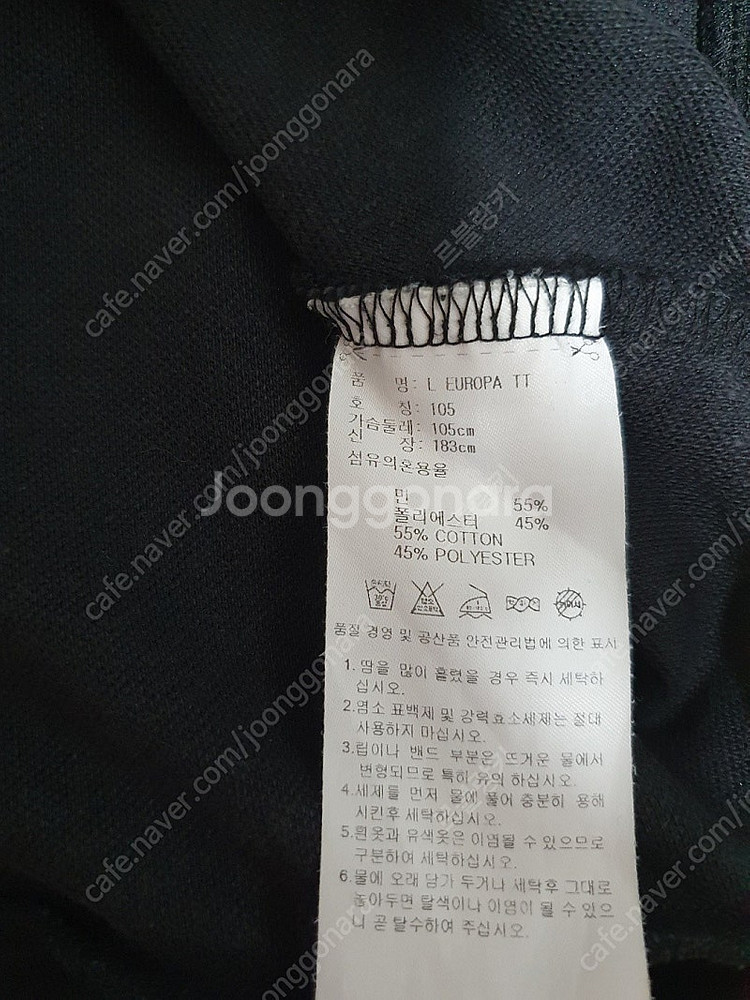 품 명: L EUROPA TT
호 칭: 105
가슴둘레: 105cm
신 장: 183cm
섬유의혼용율
면 55%
폴리에스터 45%
55% COTTON
45% POLYESTER
품질 경영 및 공산품 안전관리법에 의한 표시
1. 땀을 많이 흘렸을 경우 즉시 세탁하
십시오.
2.염소 표백제 및 강력효소세제는 절대
사용하지 마십시오.
3.립이나 밴드 부분은 뜨거운 물에서
변형되므로 특히 유의 하십시오.
4.세제를 먼저 물에 풀어 충분히 용해
시킨후 세탁하십시오.
5.흰옷과 유색옷은 이염될 수 있으므로
구분하여 세탁하십시오.
6.물에 오래 담가 두거나 세탁후 그대로
놓아두면 탈색이나 이염이 될 수 있으
니 곧 탈수하여 주십시오.
Joonggonara
cafe.naver.com/joonggonara
로블랑키